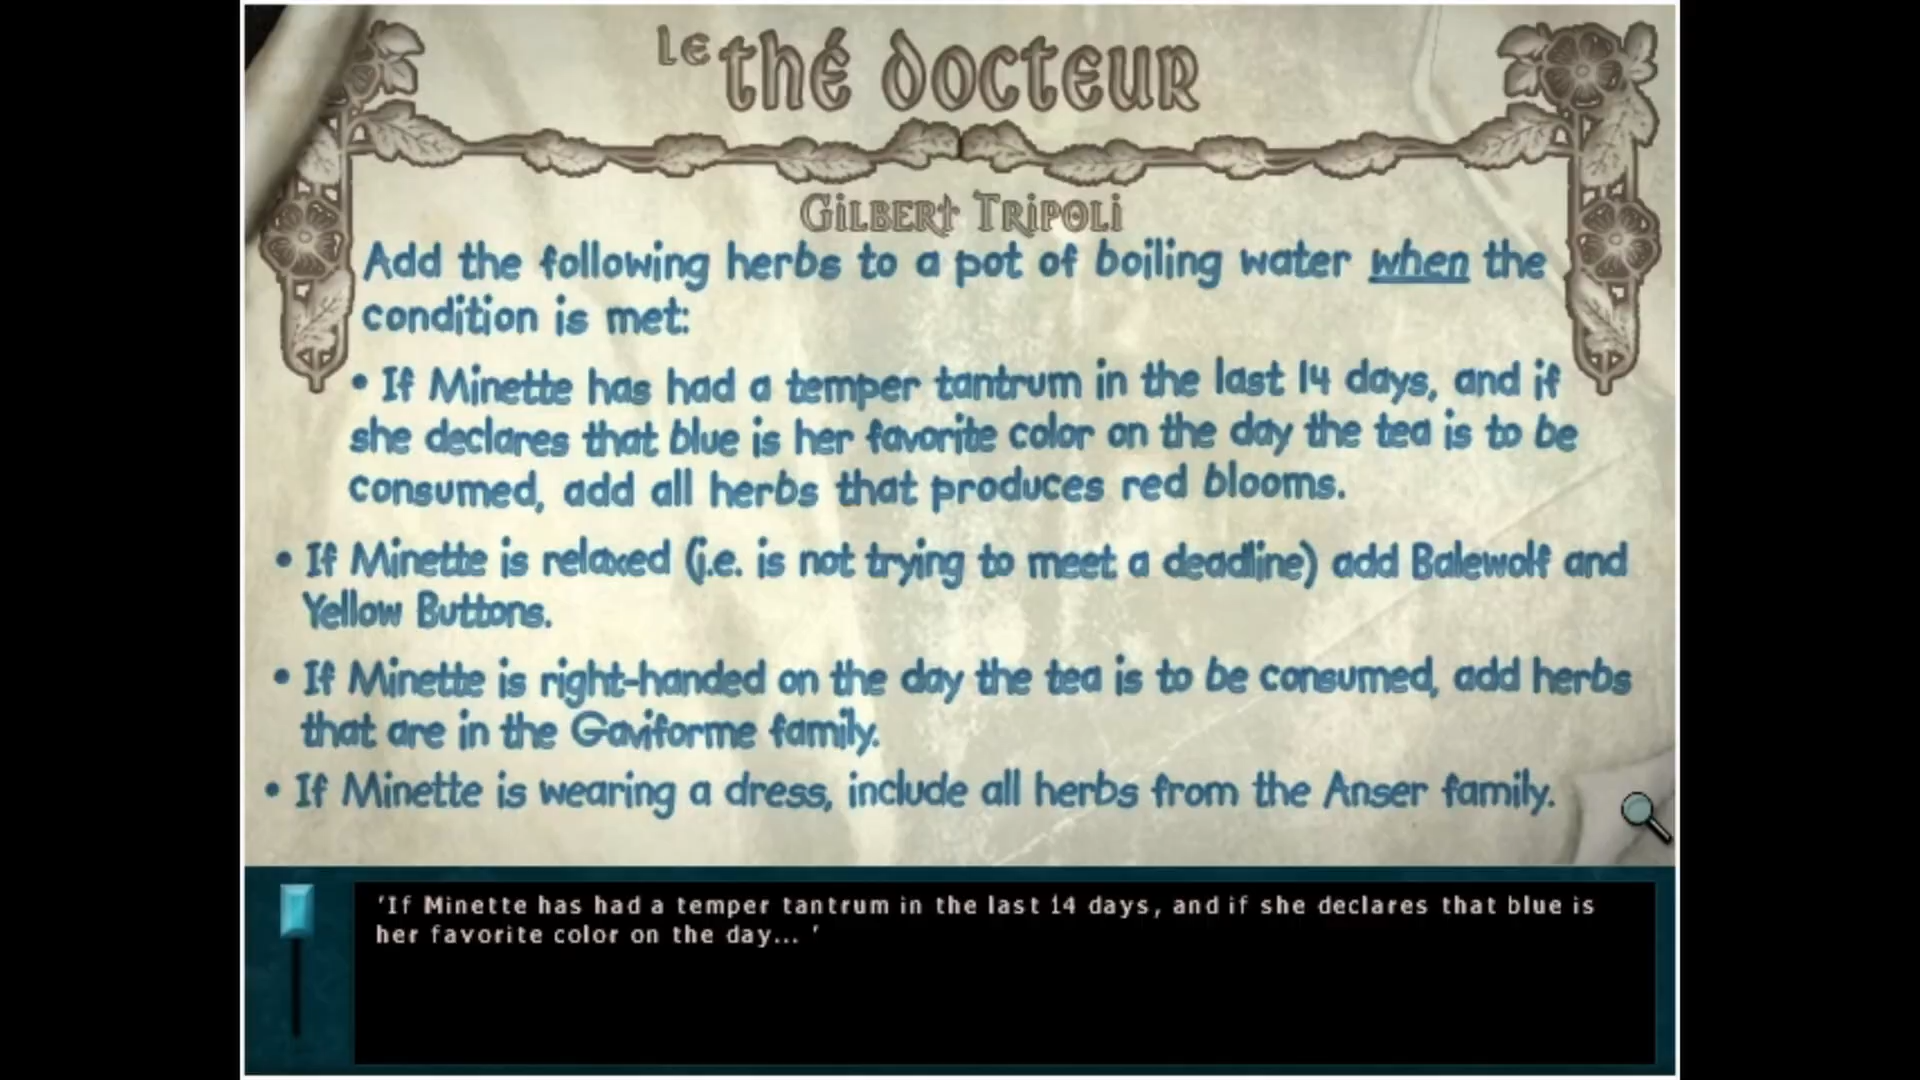 Le thé docteur
Gilbert Tripoli
Add the following herbs to a pot of boiling water when the
condition is met:
• If Minette has had a temper tantrum in the last 14 days, and if
she declares that blue is her favorite color on the day the tea is to be
consumed, add all herbs that produces red blooms.
• If Minette is relaxed (i.e. is not trying to meet a deadline) add Balewolf and
Yellow Buttons.
• If Minette is right-handed on the day the tea is to be consumed, add herbs
that are in the Gaviforme family.
• If Minette is wearing a dress, include all herbs from the Anser family.
'If Minette has had a temper tantrum in the last 14 days, and if she declares that blue is
her favorite color on the day... '